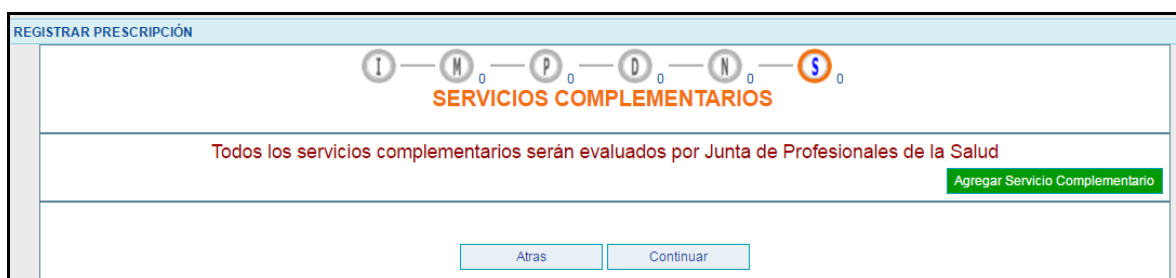 REGISTRAR PRESCRIPCIÓN
I M 0 P 0 D 0 N 0 S 0
SERVICIOS COMPLEMENTARIOS
Todos los servicios complementarios serán evaluados por Junta de Profesionales de la Salud
Agregar Servicio Complementario
Atras Continuar